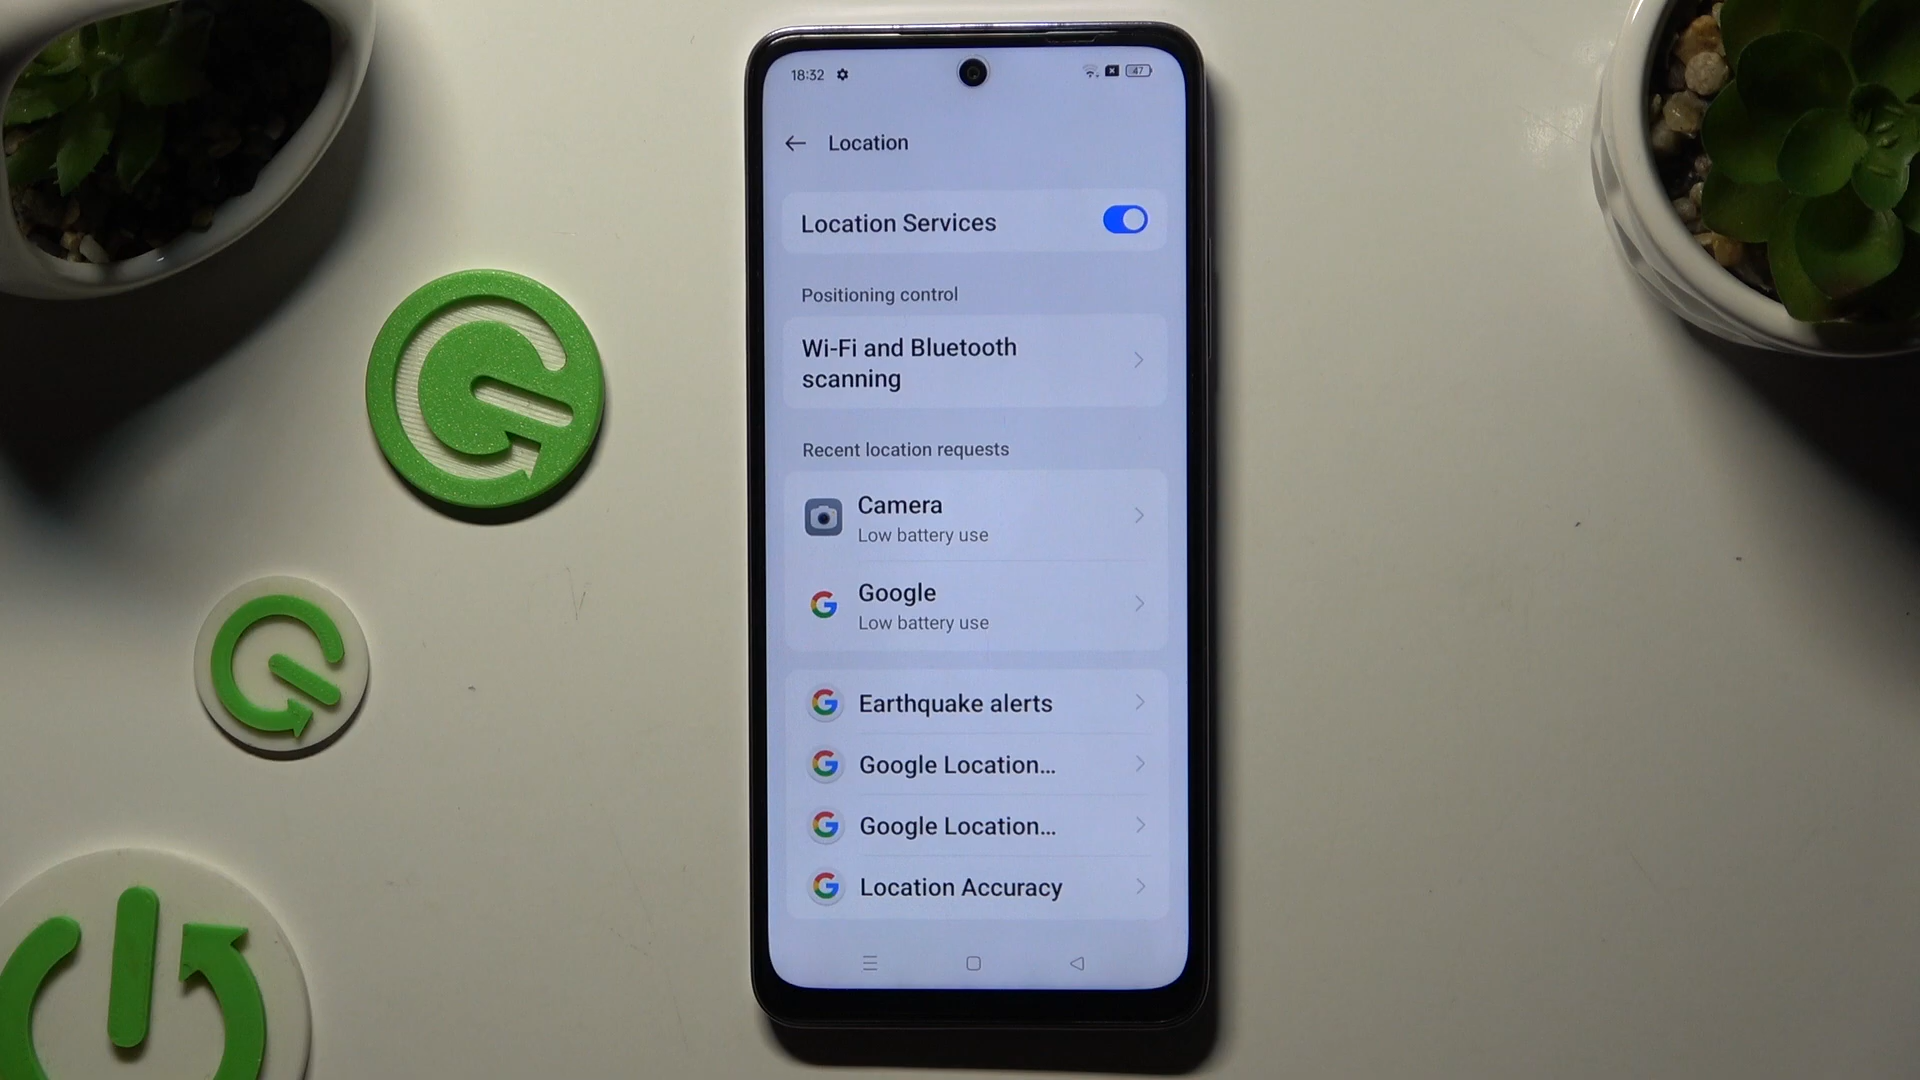 18:32
47
Location
Location Services
Positioning control
Wi-Fi and Bluetooth
scanning
Recent location requests
Camera
Low battery use
Google
Low battery use
Earthquake alerts
Google Location...
Google Location...
Location Accuracy